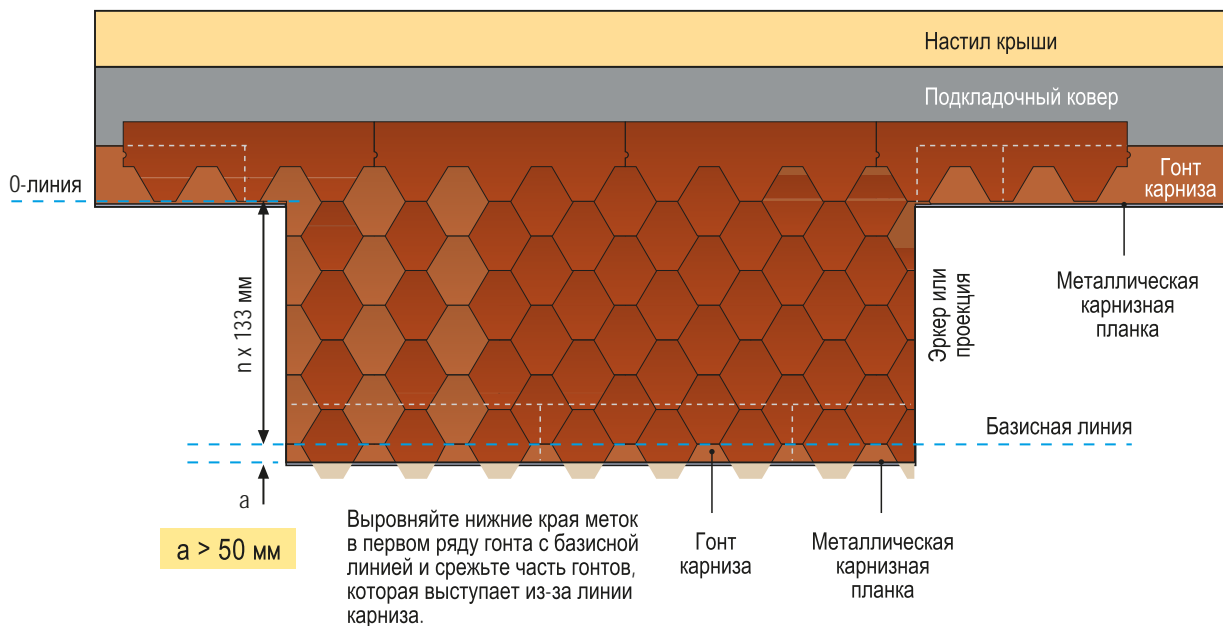 Настил крыши
Подкладочный ковер
0-линия
Гонт
карниза
n x 133 мм
Эркер или
проекция
Металлическая
карнизная
планка
Базисная линия
a
a > 50 мм
Выровняйте нижние края меток
в первом ряду гонта с базисной
линией и срежьте часть гонтов,
которая выступает из-за линии
карниза.
Гонт
карниза
Металлическая
карнизная
планка